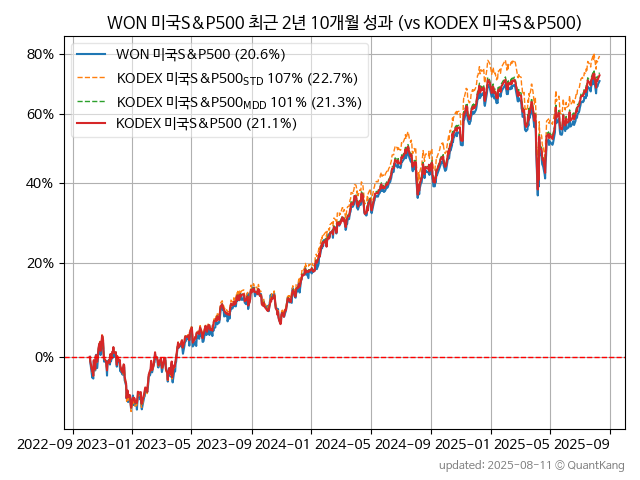 WON 미국S&P500 최근 2년 10개월 성과 (vs KODEX 미국S&P500)
WON 미국S&P500 (20.6%)
KODEX 미국S&P500STD 107% (22.7%)
KODEX 미국S&P500MDD 101% (21.3%)
KODEX 미국S&P500 (21.1%)
80%
60%
40%
20%
0%
2022-09 2023-01 2023-05 2023-09 2024-01 2024-05 2024-09 2025-01 2025-05 2025-09
updated: 2025-08-11 © QuantKang